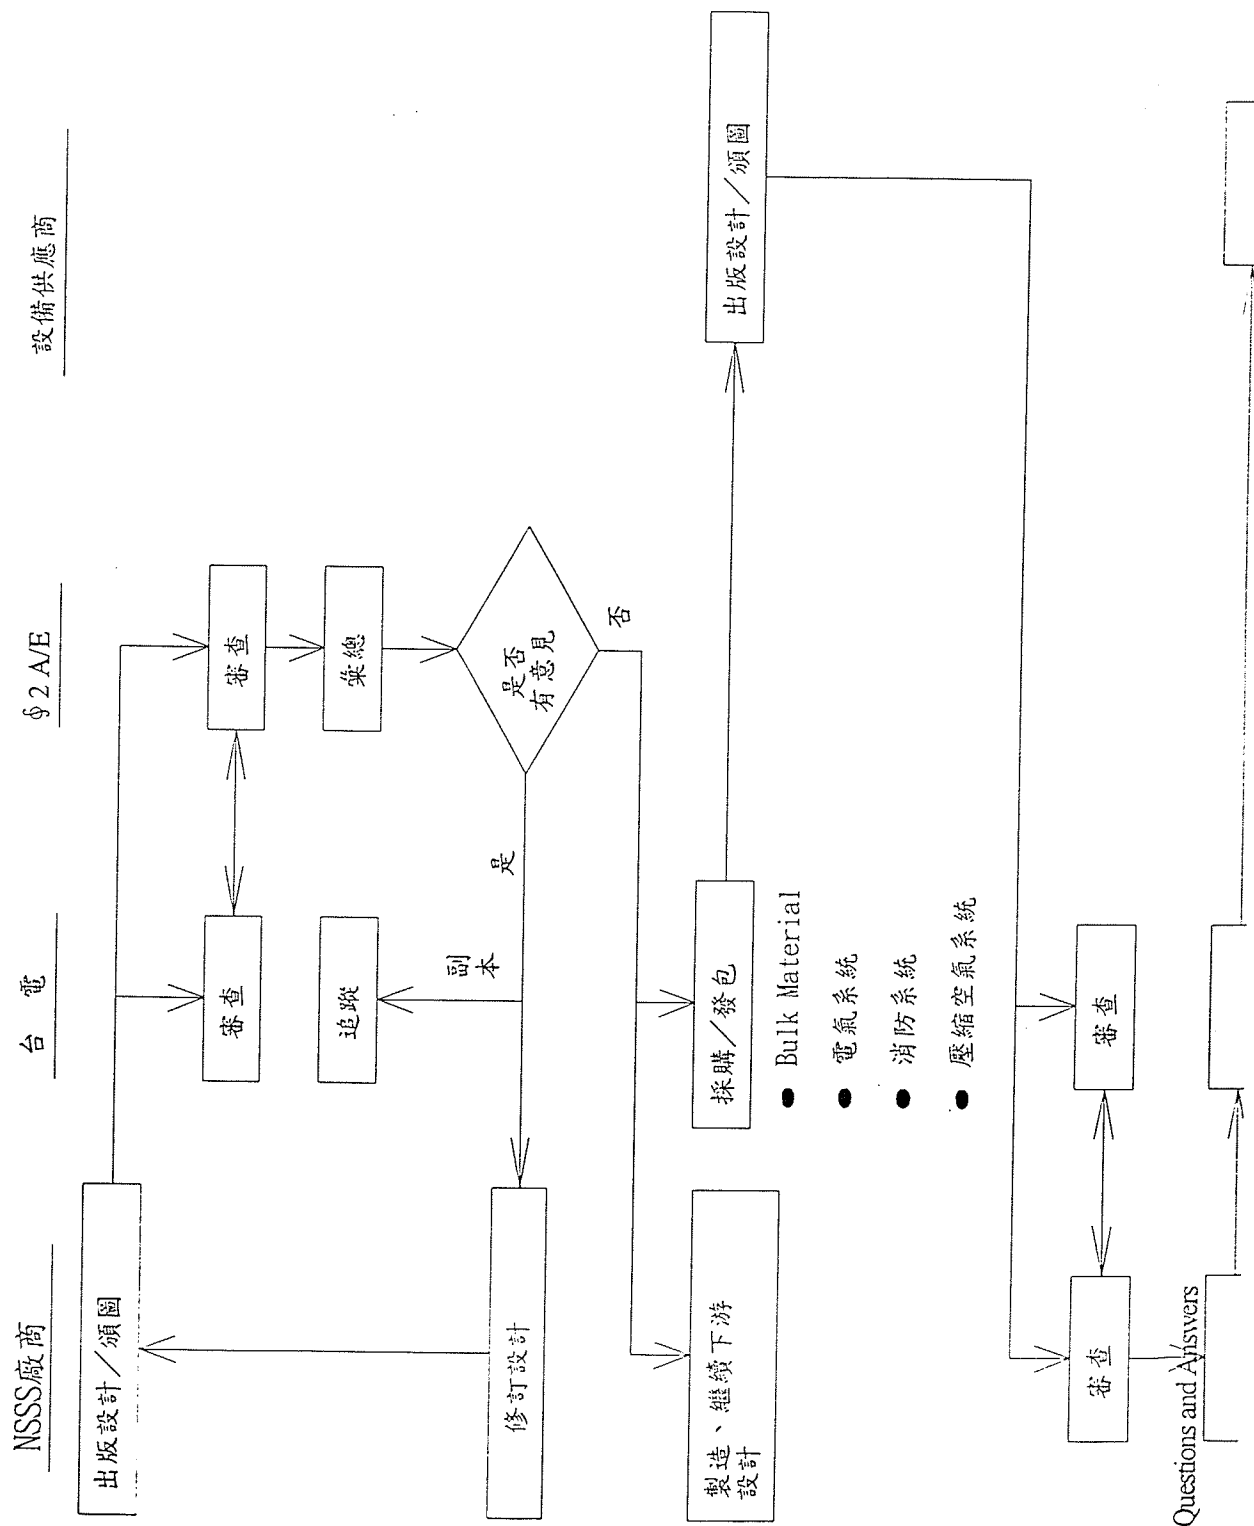 NSSS廠商
台 電
§2 A/E
設備供應商
出版設計／頒圖
審查
審查
追蹤
彙總
副本
是
是否
有意見
否
修訂設計
製造、繼續下游
設計
採購／發包
出版設計／頒圖
● Bulk Material
● 電氣系統
● 消防系統
● 壓縮空氣系統
審查
審查
Questions and Answers